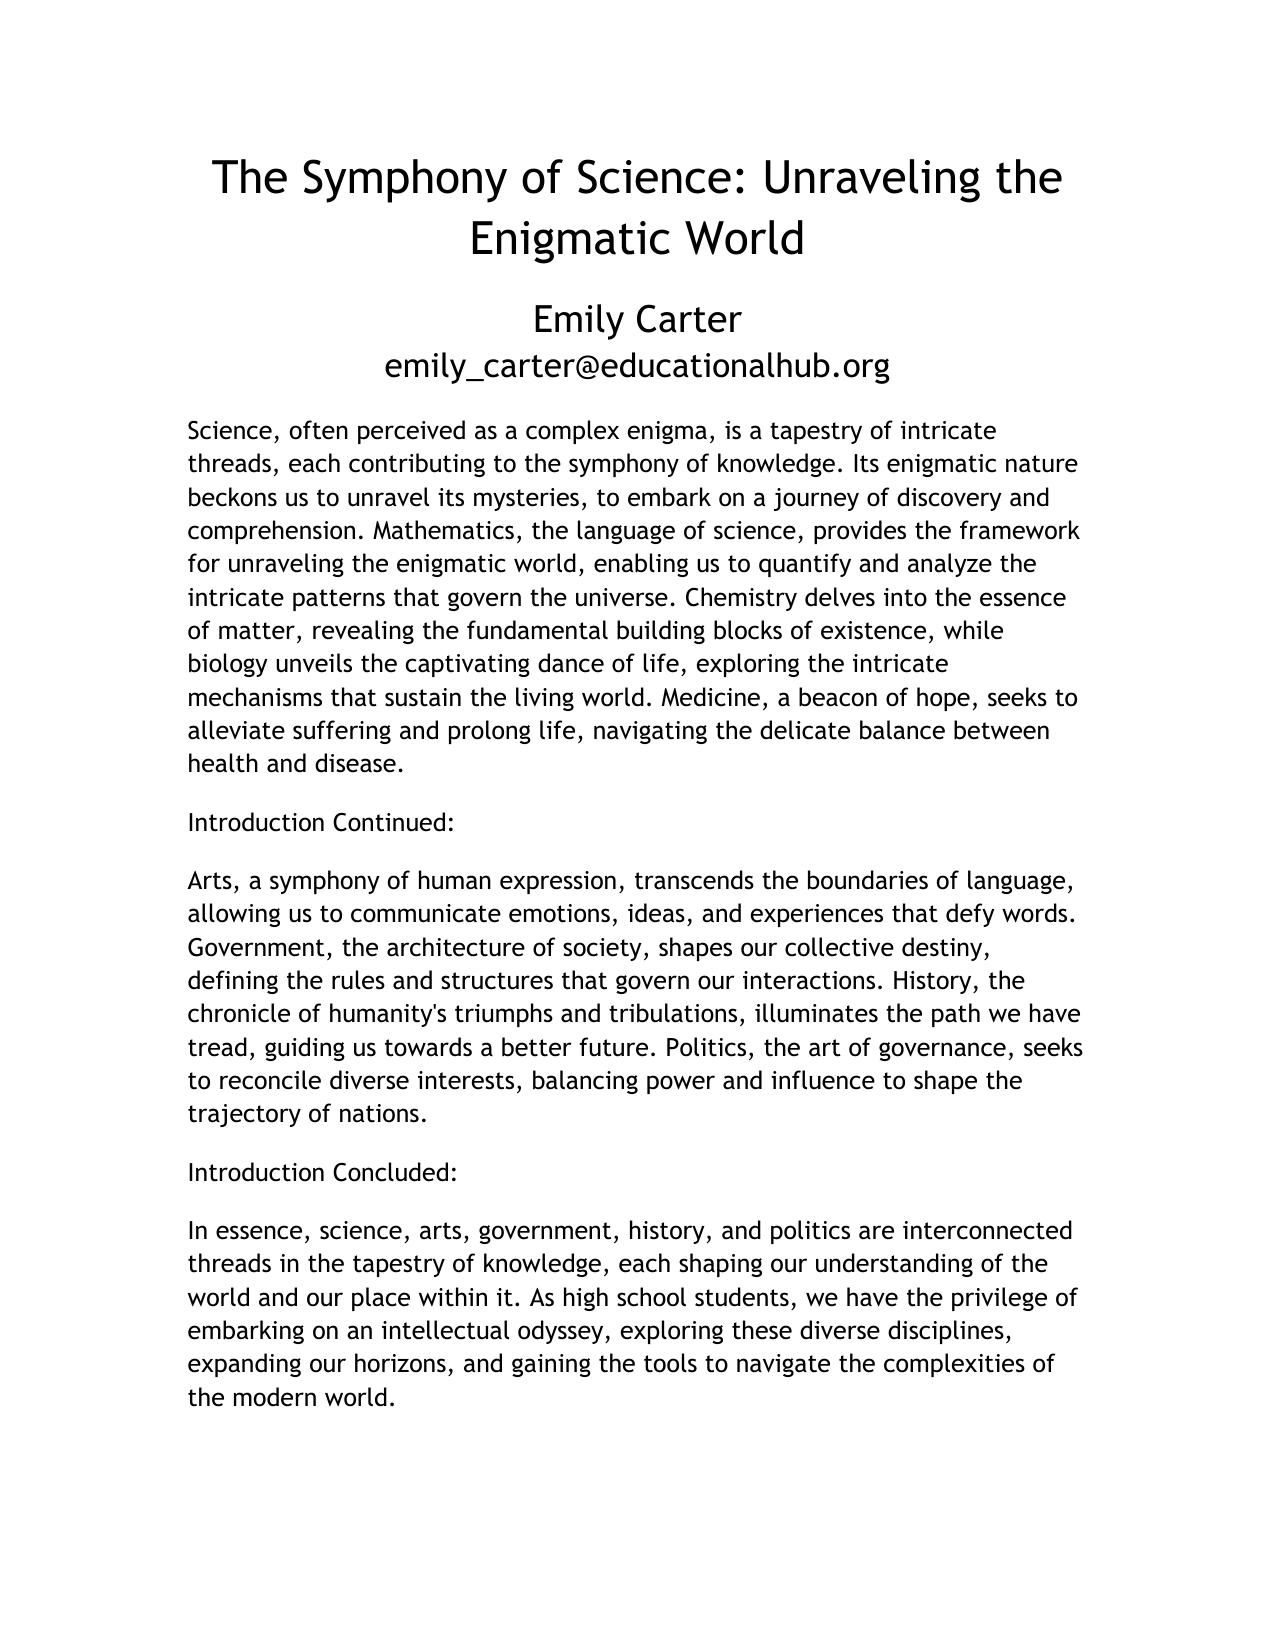 The Symphony of Science: Unraveling the
Enigmatic World
Emily Carter
emily_carter@educationalhub.org
Science, often perceived as a complex enigma, is a tapestry of intricate
threads, each contributing to the symphony of knowledge. Its enigmatic nature
beckons us to unravel its mysteries, to embark on a journey of discovery and
comprehension. Mathematics, the language of science, provides the framework
for unraveling the enigmatic world, enabling us to quantify and analyze the
intricate patterns that govern the universe. Chemistry delves into the essence
of matter, revealing the fundamental building blocks of existence, while
biology unveils the captivating dance of life, exploring the intricate
mechanisms that sustain the living world. Medicine, a beacon of hope, seeks to
alleviate suffering and prolong life, navigating the delicate balance between
health and disease.
Introduction Continued:
Arts, a symphony of human expression, transcends the boundaries of language,
allowing us to communicate emotions, ideas, and experiences that defy words.
Government, the architecture of society, shapes our collective destiny,
defining the rules and structures that govern our interactions. History, the
chronicle of humanity's triumphs and tribulations, illuminates the path we have
tread, guiding us towards a better future. Politics, the art of governance, seeks
to reconcile diverse interests, balancing power and influence to shape the
trajectory of nations.
Introduction Concluded:
In essence, science, arts, government, history, and politics are interconnected
threads in the tapestry of knowledge, each shaping our understanding of the
world and our place within it. As high school students, we have the privilege of
embarking on an intellectual odyssey, exploring these diverse disciplines,
expanding our horizons, and gaining the tools to navigate the complexities of
the modern world.